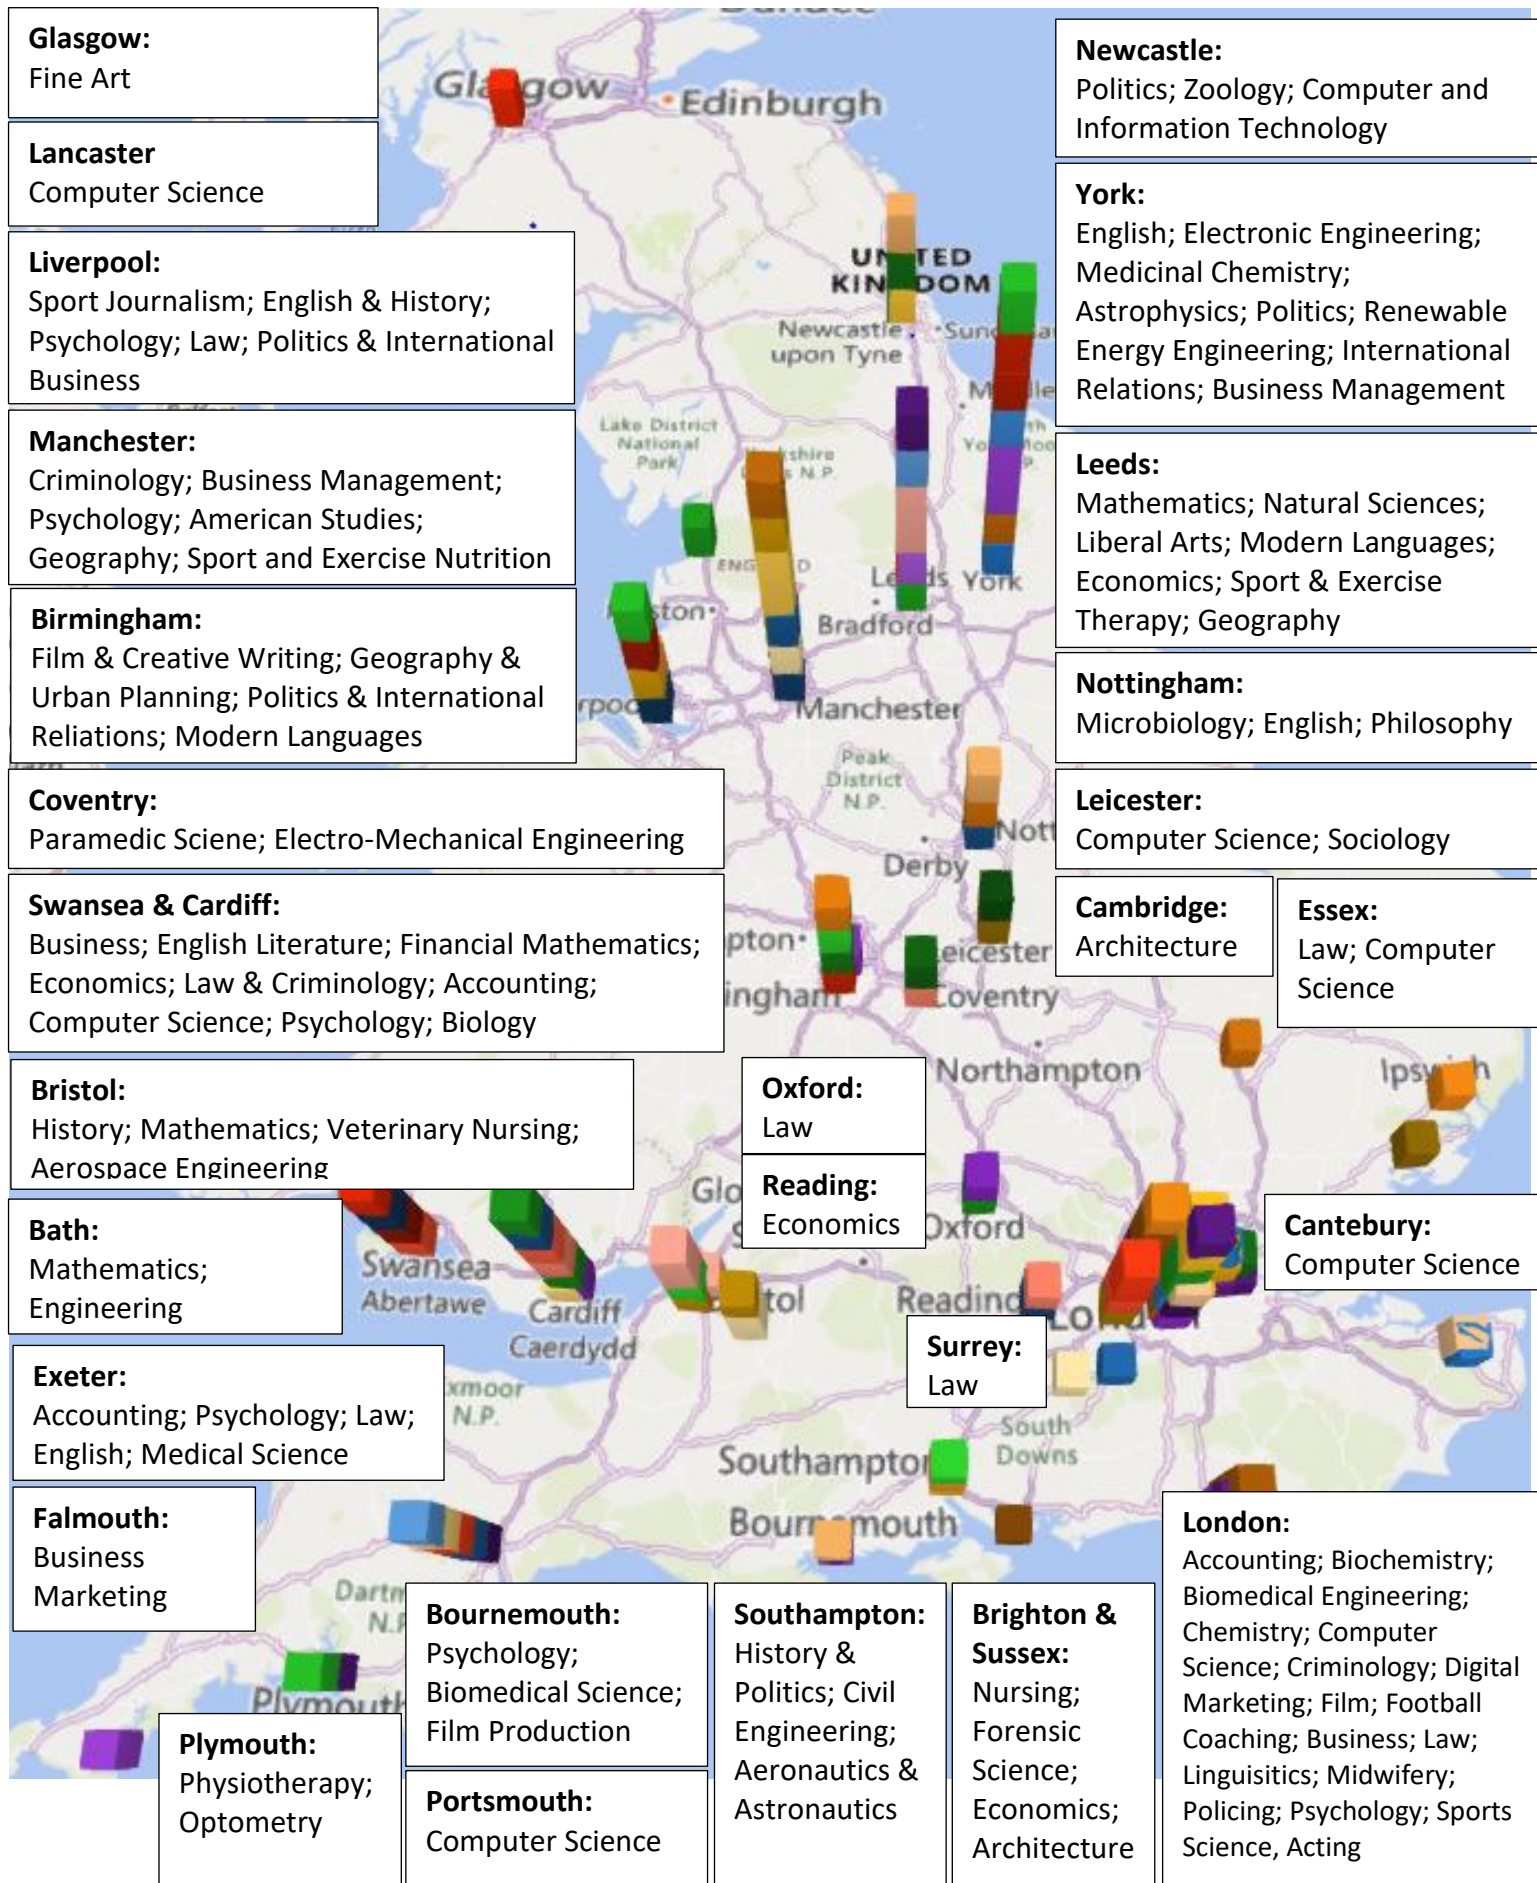 Glasgow:
Fine Art
Lancaster
Computer Science
Liverpool:
Sport Journalism; English & History;
Psychology; Law; Politics & International
Business
Manchester:
Criminology; Business Management;
Psychology; American Studies;
Geography; Sport and Exercise Nutrition
Birmingham:
Film & Creative Writing; Geography &
Urban Planning; Politics & International
Reliations; Modern Languages
Coventry:
Paramedic Sciene; Electro-Mechanical Engineering
Swansea & Cardiff:
Business; English Literature; Financial Mathematics;
Economics; Law & Criminology; Accounting;
Computer Science; Psychology; Biology
Bristol:
History; Mathematics; Veterinary Nursing;
Aerospace Engineering
Bath:
Mathematics;
Engineering
Exeter:
Accounting; Psychology; Law;
English; Medical Science
Falmouth:
Business
Marketing
Plymouth:
Physiotherapy;
Optometry
Bournemouth:
Psychology;
Biomedical Science;
Film Production
Portsmouth:
Computer Science
Southampton:
History &
Politics; Civil
Engineering;
Aeronautics &
Astronautics
Brighton &
Sussex:
Nursing;
Forensic
Science;
Economics;
Architecture
London:
Accounting; Biochemistry;
Biomedical Engineering;
Chemistry; Computer
Science; Criminology; Digital
Marketing; Film; Football
Coaching; Business; Law;
Linguisitics; Midwifery;
Policing; Psychology; Sports
Science, Acting
Newcastle:
Politics; Zoology; Computer and
Information Technology
York:
English; Electronic Engineering;
Medicinal Chemistry;
Astrophysics; Politics; Renewable
Energy Engineering; International
Relations; Business Management
Leeds:
Mathematics; Natural Sciences;
Liberal Arts; Modern Languages;
Economics; Sport & Exercise
Therapy; Geography
Nottingham:
Microbiology; English; Philosophy
Leicester:
Computer Science; Sociology
Cambridge:
Architecture
Essex:
Law; Computer
Science
Oxford:
Law
Reading:
Economics
Cantebury:
Computer Science
Surrey:
Law
Edinburgh
UNITED
KINGDOM
Newcastle
upon Tyne
Lake District
National
Park
York
Bradford
Manchester
Peak
District
N.P.
Derby
Leicester
Coventry
Northampton
Oxford
Swansea
Abertawe
Cardiff
Caerdydd
Reading
N.P.
South
Downs
Southampton
Bournemouth
Plymouth